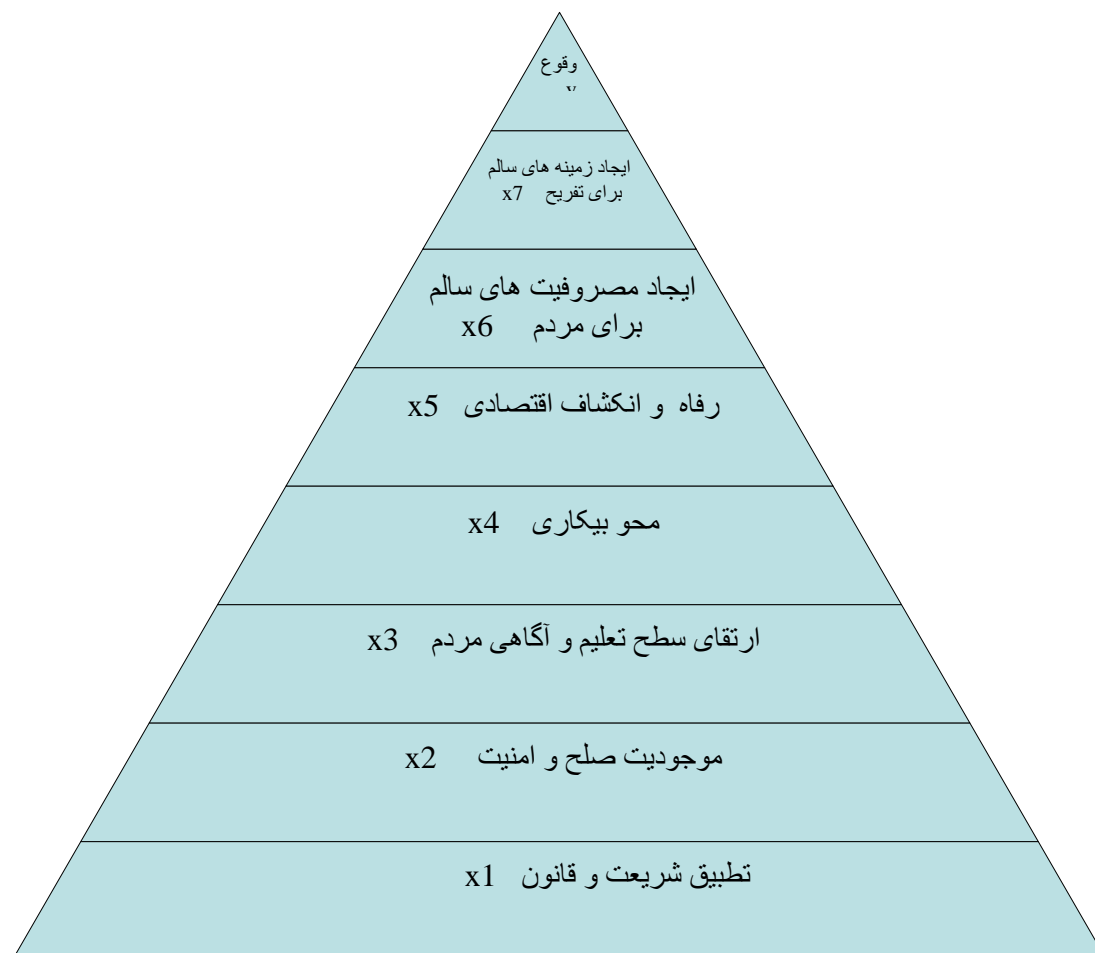 وقوع
ایجاد زمینه های سالم
برای تفریح x7
ایجاد مصروفیت های سالم
برای مردم x6
رفاه و انکشاف اقتصادی x5
محو بیکاری x4
ارتقای سطح تعلیم و آگاهی مردم x3
موجودیت صلح و امنیت x2
تطبیق شریعت و قانون x1